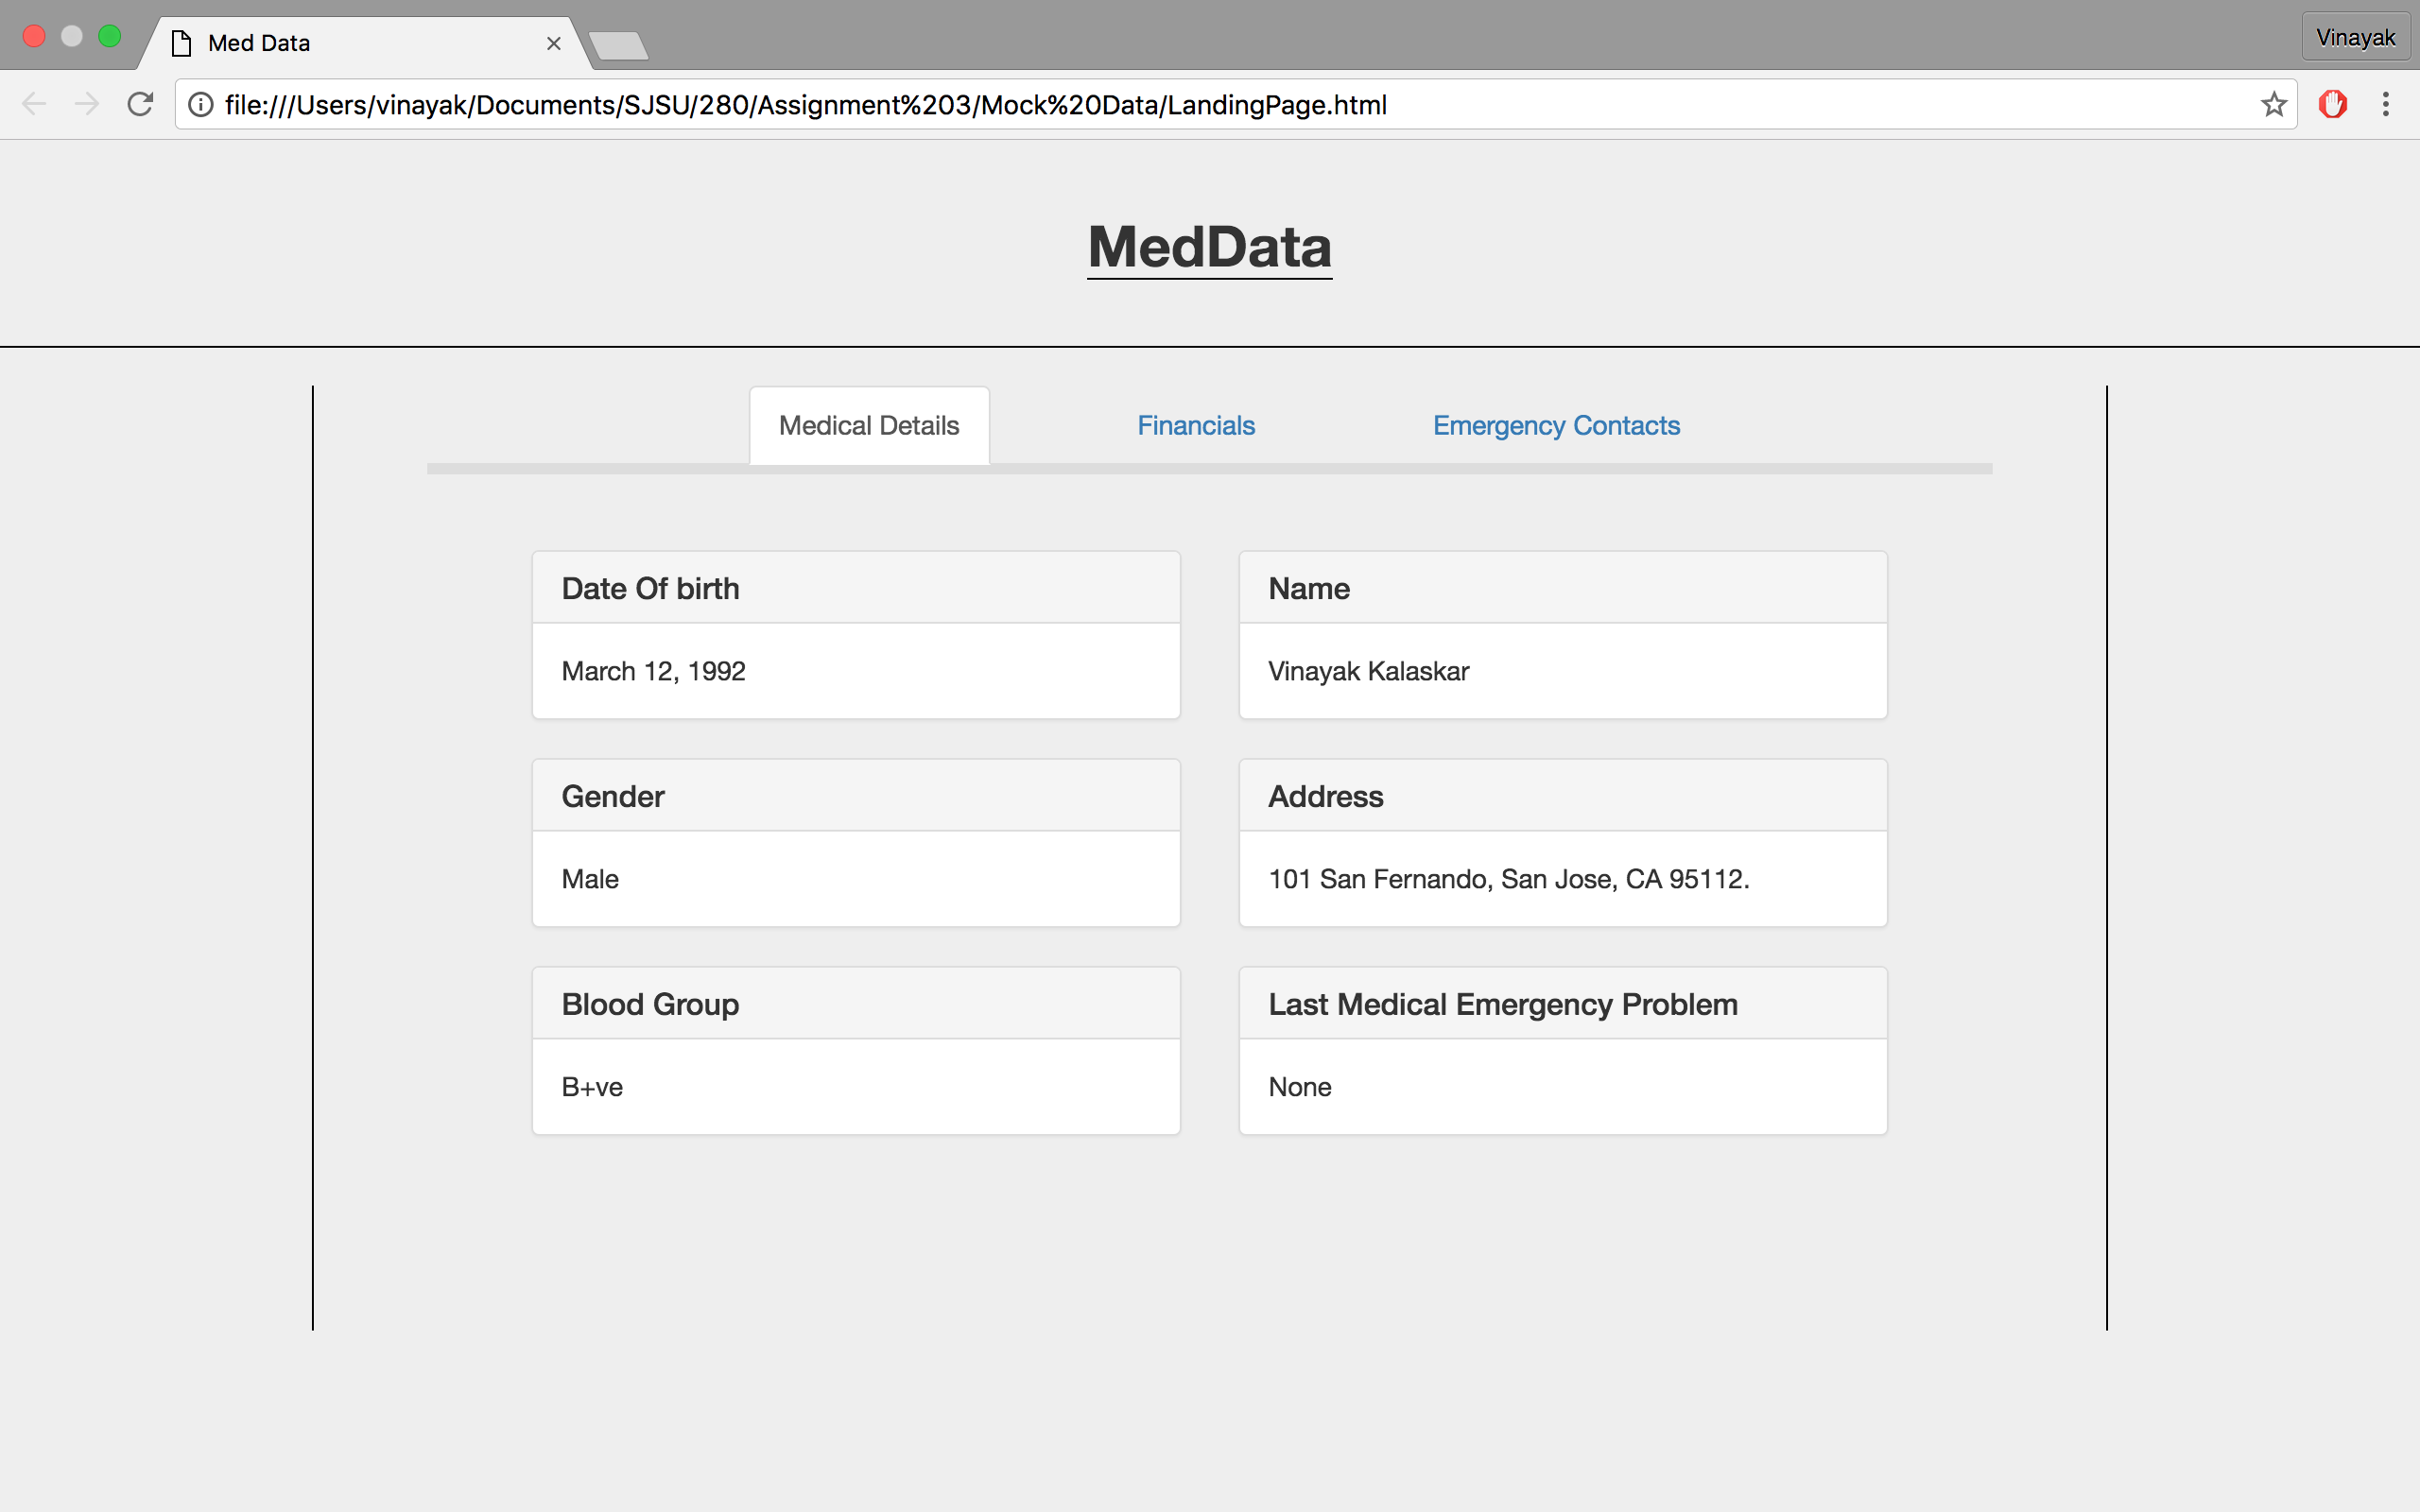 Med Data
Vinayak
file:///Users/vinayak/Documents/SJSU/280/Assignment%203/Mock%20Data/LandingPage.html
MedData
Medical Details
Financials
Emergency Contacts
Date Of birth
March 12, 1992
Name
Vinayak Kalaskar
Gender
Male
Address
101 San Fernando, San Jose, CA 95112.
Blood Group
B+ve
Last Medical Emergency Problem
None